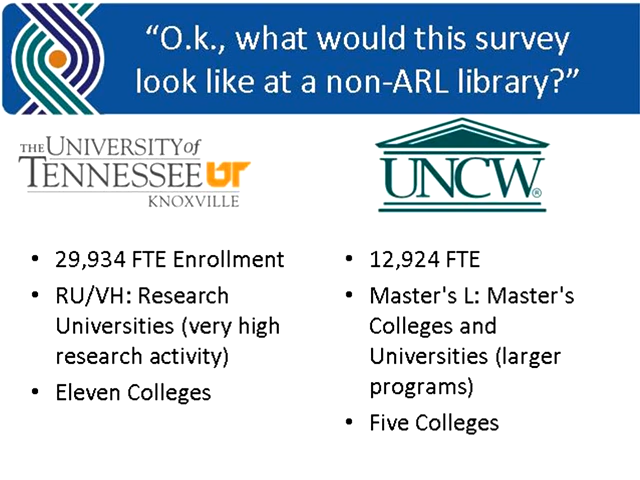 “O.k., what would this survey
look like at a non-ARL library?”
THE UNIVERSITY of
TENNESSEE UT
KNOXVILLE
• 29,934 FTE Enrollment
• RU/VH: Research
Universities (very high
research activity)
• Eleven Colleges
UNCW®
• 12,924 FTE
• Master's L: Master's
Colleges and
Universities (larger
programs)
• Five Colleges